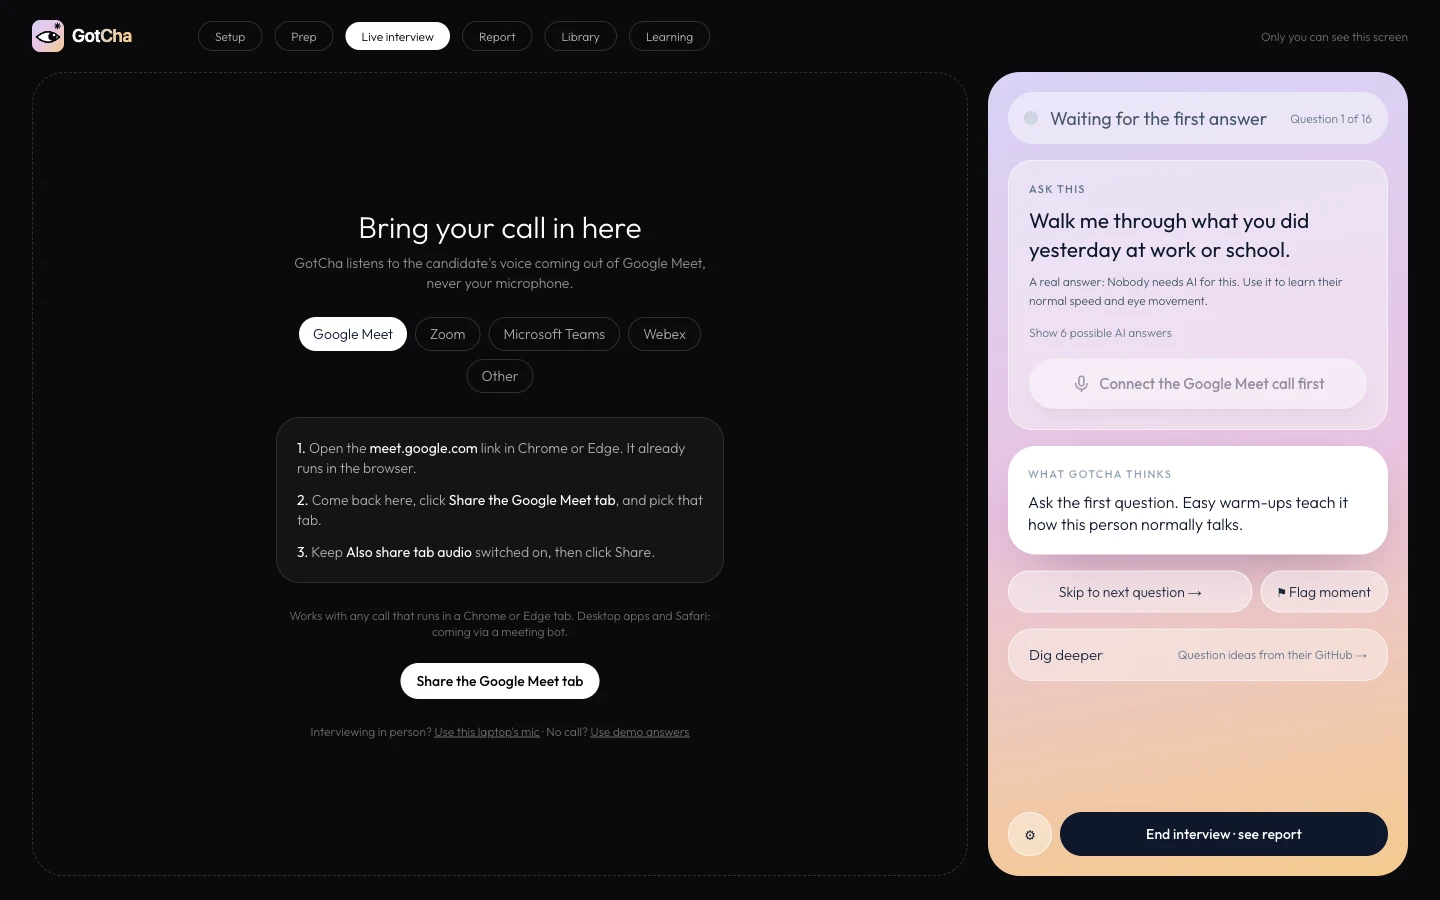 GotCha
Setup
Prep
Live interview
Report
Library
Learning
Only you can see this screen
Bring your call in here
GotCha listens to the candidate's voice coming out of Google Meet,
never your microphone.
Google Meet
Zoom
Microsoft Teams
Webex
Other
1. Open the meet.google.com link in Chrome or Edge. It already
runs in the browser.
2. Come back here, click Share the Google Meet tab, and pick that
tab.
3. Keep Also share tab audio switched on, then click Share.
Works with any call that runs in a Chrome or Edge tab. Desktop apps and Safari:
coming via a meeting bot.
Share the Google Meet tab
Interviewing in person? Use this laptop's mic · No call? Use demo answers
Waiting for the first answer
Question 1 of 16
ASK THIS
Walk me through what you did
yesterday at work or school.
A real answer: Nobody needs AI for this. Use it to learn their
normal speed and eye movement.
Show 6 possible AI answers
Connect the Google Meet call first
WHAT GOTCHA THINKS
Ask the first question. Easy warm-ups teach it
how this person normally talks.
Skip to next question →
⚑ Flag moment
Dig deeper
Question ideas from their GitHub →
End interview · see report